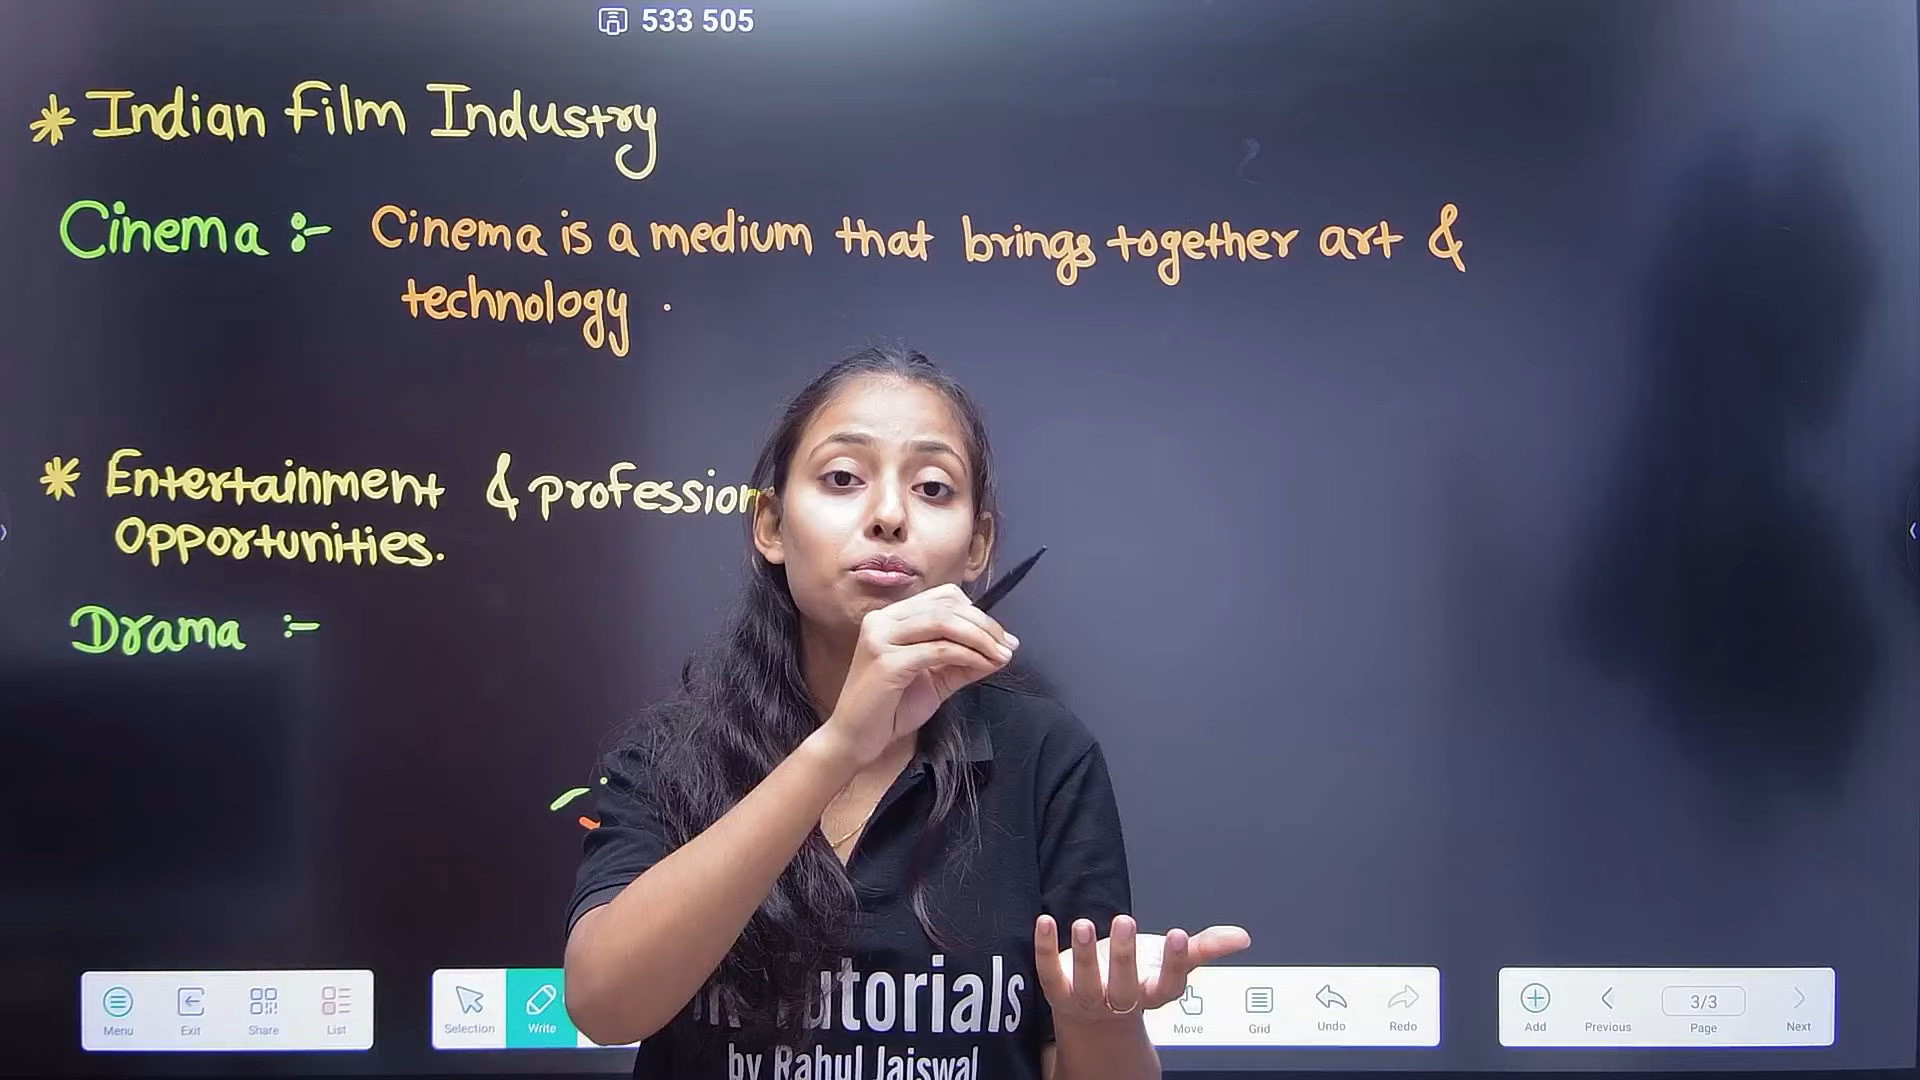 533 505
* Indian film Industry
Cinema :- Cinema is a medium that brings together art &
technology .
* Entertainment & profession
Opportunities.
Drama :-
Menu Exit Share List Selection Write Move Grid Undo Redo Add Previous 3/3 Page Next
Tutorials
by Rahul Jaiswal